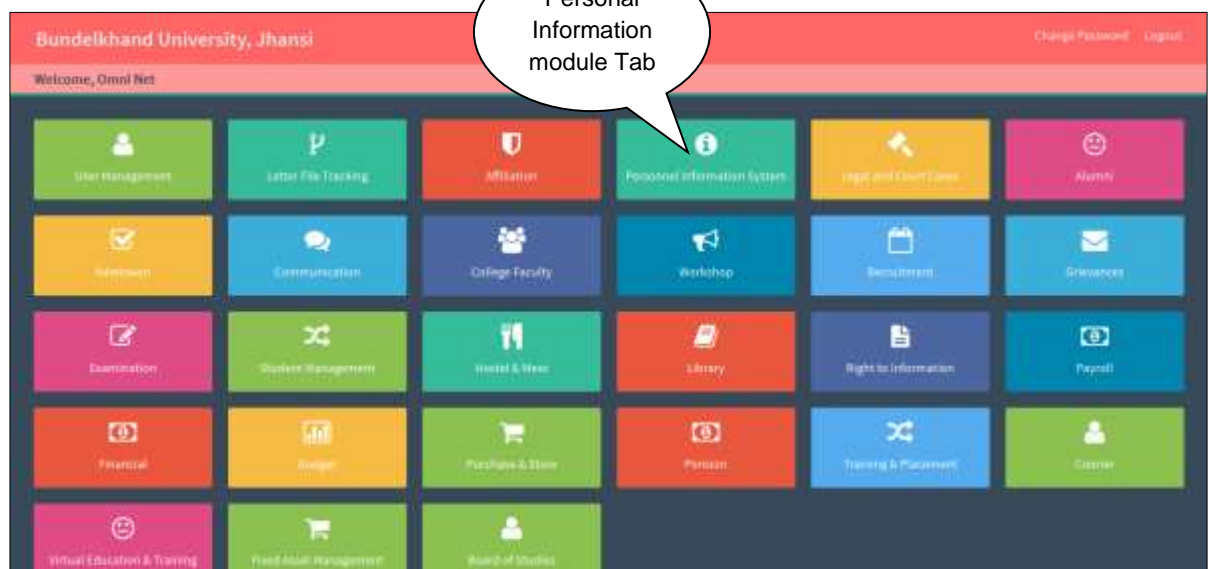 Personal
Information
module Tab
Bundelkhand University, Jhansi
Change Password Logout
Welcome, Omni Net
User Management
Letter File Tracking
Affiliation
Personnel Information System
Legal and Court Cases
Alumni
Admission
Communication
College Faculty
Workshop
Recruitment
Grievances
Examination
Student Management
Hostel & Mess
Library
Right to Information
Payroll
Financial
Budget
Purchase & Store
Pension
Training & Placement
Courier
Virtual Education & Training
Fixed Asset Management
Board of Studies